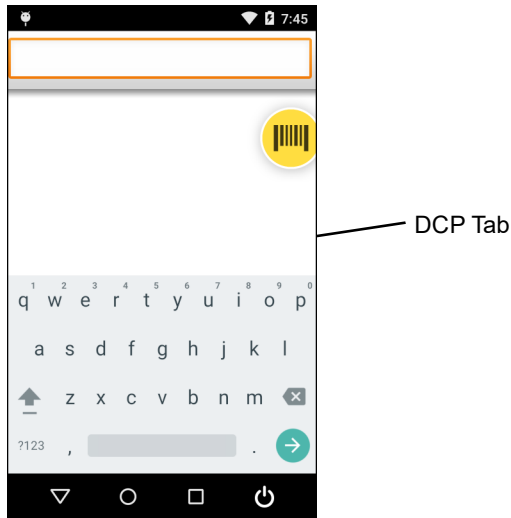 7:45
DCP Tab
1 2 3 4 5 6 7 8 9 0
q w e r t y u i o p
a s d f g h j k l
z x c v b n m
?123 , .